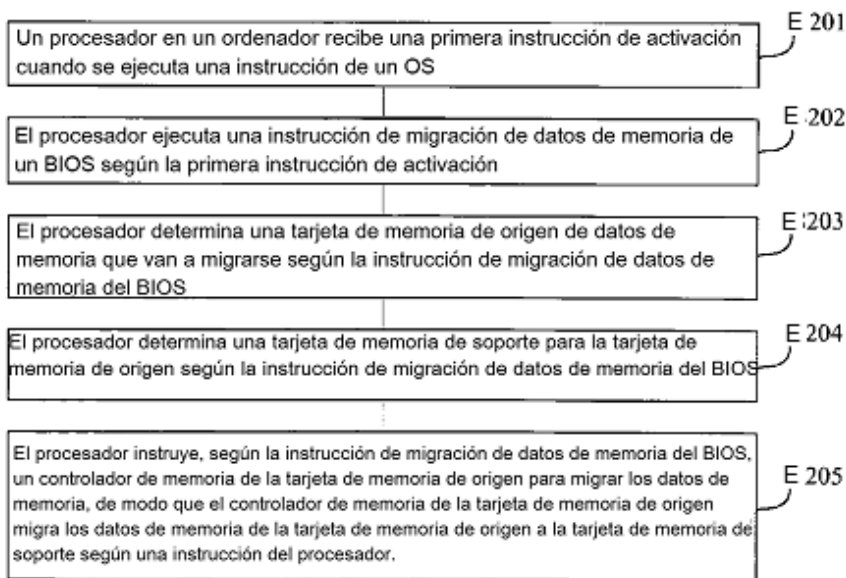 E 201
Un procesador en un ordenador recibe una primera instrucción de activación
cuando se ejecuta una instrucción de un OS
E 202
El procesador ejecuta una instrucción de migración de datos de memoria de
un BIOS según la primera instrucción de activación
E 203
El procesador determina una tarjeta de memoria de origen de datos de
memoria que van a migrarse según la instrucción de migración de datos de
memoria del BIOS
E 204
El procesador determina una tarjeta de memoria de soporte para la tarjeta de
memoria de origen según la instrucción de migración de datos de memoria del BIOS
E 205
El procesador instruye, según la instrucción de migración de datos de memoria del BIOS,
un controlador de memoria de la tarjeta de memoria de origen para migrar los datos de
memoria, de modo que el controlador de memoria de la tarjeta de memoria de origen
migra los datos de memoria de la tarjeta de memoria de origen a la tarjeta de memoria de
soporte según una instrucción del procesador.